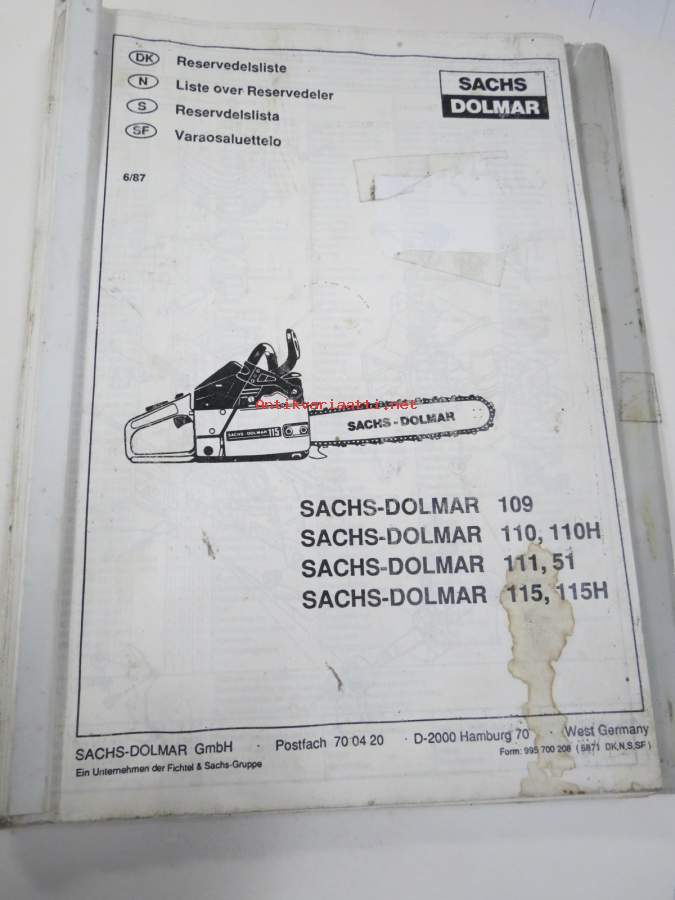 DK Reservedelsliste
N Liste over Reservedeler
S Reservdelslista
SF Varaosaluettelo
SACHS
DOLMAR
6/87
Antikvariaatti.net
SACHS-DOLMAR
SACHS-DOLMAR 115
SACHS-DOLMAR 109
SACHS-DOLMAR 110, 110H
SACHS-DOLMAR 111, 51
SACHS-DOLMAR 115, 115H
SACHS-DOLMAR GmbH · Postfach 70 04 20 · D-2000 Hamburg 70 · West Germany
Ein Unternehmen der Fichtel & Sachs-Gruppe
Form: 995 700 208 (6871 DK,N,S,SF)